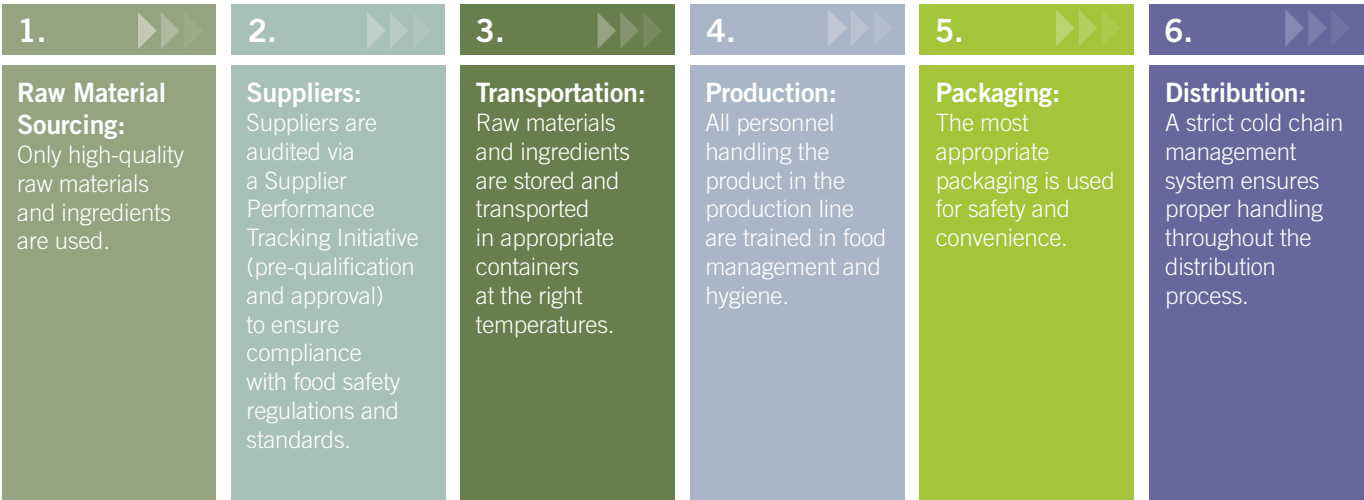 1.
Raw Material
Sourcing:
Only high-quality
raw materials
and ingredients
are used.
2.
Suppliers:
Suppliers are
audited via
a Supplier
Performance
Tracking Initiative
(pre-qualification
and approval)
to ensure
compliance
with food safety
regulations and
standards.
3.
Transportation:
Raw materials
and ingredients
are stored and
transported
in appropriate
containers
at the right
temperatures.
4.
Production:
All personnel
handling the
product in the
production line
are trained in food
management and
hygiene.
5.
Packaging:
The most
appropriate
packaging is used
for safety and
convenience.
6.
Distribution:
A strict cold chain
management
system ensures
proper handling
throughout the
distribution
process.